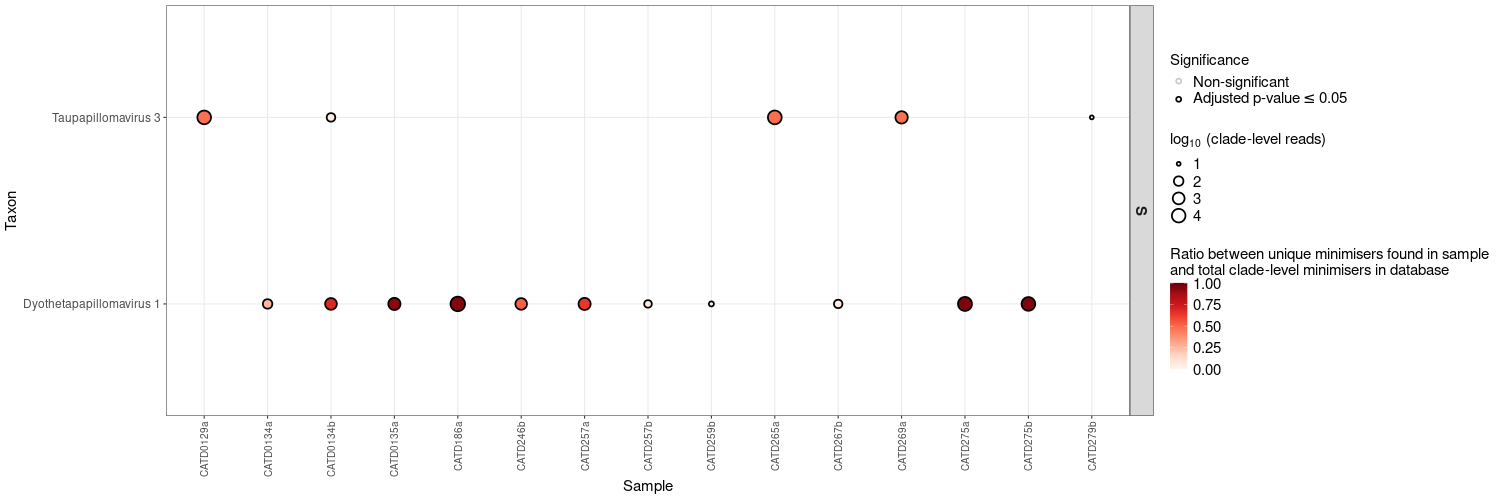 Taxon
Taupapillomavirus 3
Dyothetapapillomavirus 1
S
CATD0129a
CATD0134a
CATD0134b
CATD0135a
CATD186a
CATD246b
CATD257a
CATD257b
CATD259b
CATD265a
CATD267b
CATD269a
CATD275a
CATD275b
CATD279b
Sample
Significance
Non-significant
Adjusted p-value ≤ 0.05
log10 (clade-level reads)
1
2
3
4
Ratio between unique minimisers found in sample
and total clade-level minimisers in database
1.00
0.75
0.50
0.25
0.00